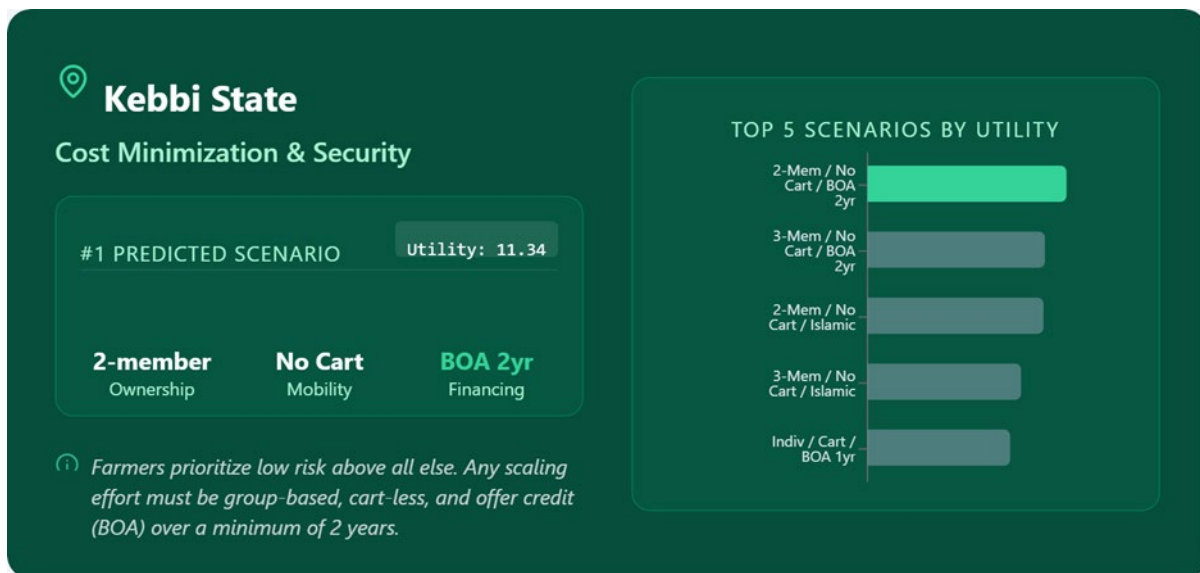 Kebbi State
Cost Minimization & Security
#1 PREDICTED SCENARIO
Utility: 11.34
2-member
Ownership
No Cart
Mobility
BOA 2yr
Financing
Farmers prioritize low risk above all else. Any scaling
effort must be group-based, cart-less, and offer credit
(BOA) over a minimum of 2 years.
TOP 5 SCENARIOS BY UTILITY
2-Mem / No
Cart / BOA
2yr
3-Mem / No
Cart / BOA
2yr
2-Mem / No
Cart / Islamic
3-Mem / No
Cart / Islamic
Indiv / Cart /
BOA 1yr